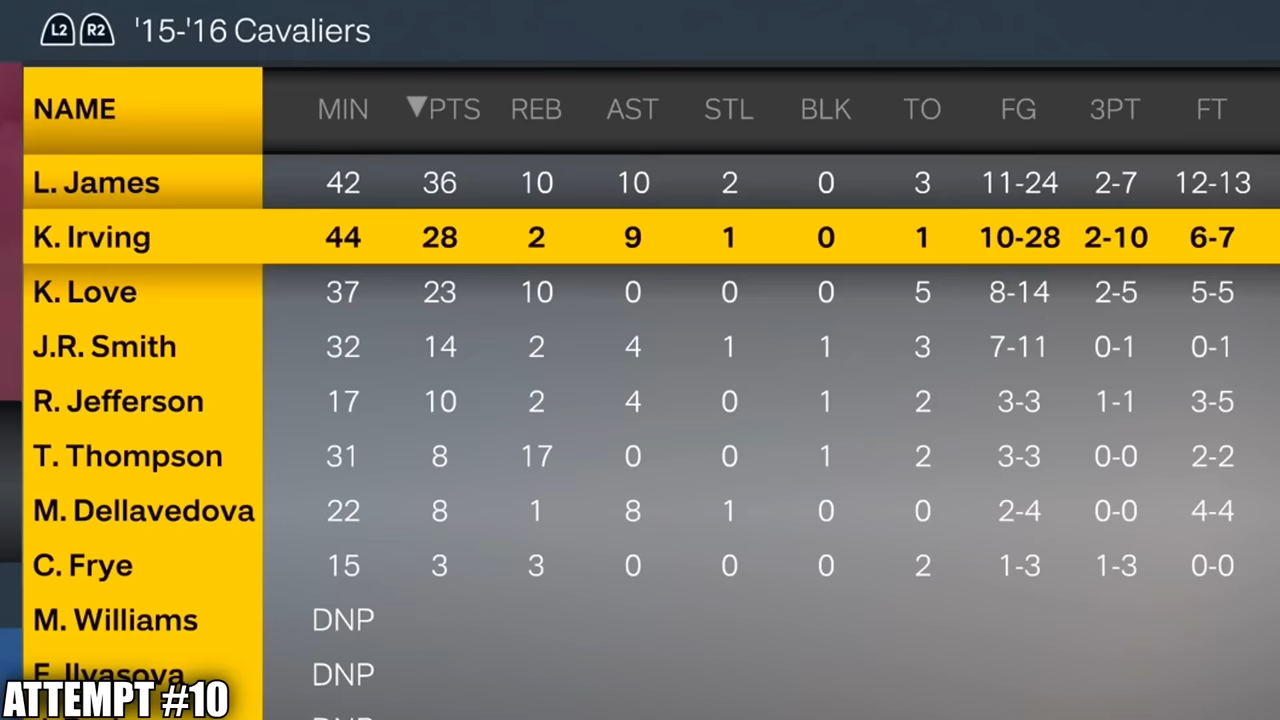 L2 R2 '15-'16 Cavaliers
NAME MIN ▼PTS REB AST STL BLK TO FG 3PT FT
L. James 42 36 10 10 2 0 3 11-24 2-7 12-13
K. Irving 44 28 2 9 1 0 1 10-28 2-10 6-7
K. Love 37 23 10 0 0 0 5 8-14 2-5 5-5
J.R. Smith 32 14 2 4 1 1 3 7-11 0-1 0-1
R. Jefferson 17 10 2 4 0 1 2 3-3 1-1 3-5
T. Thompson 31 8 17 0 0 1 2 3-3 0-0 2-2
M. Dellavedova 22 8 1 8 1 0 0 2-4 0-0 4-4
C. Frye 15 3 3 0 0 0 2 1-3 1-3 0-0
M. Williams DNP
E. Ilyasova DNP
DNP
ATTEMPT #10